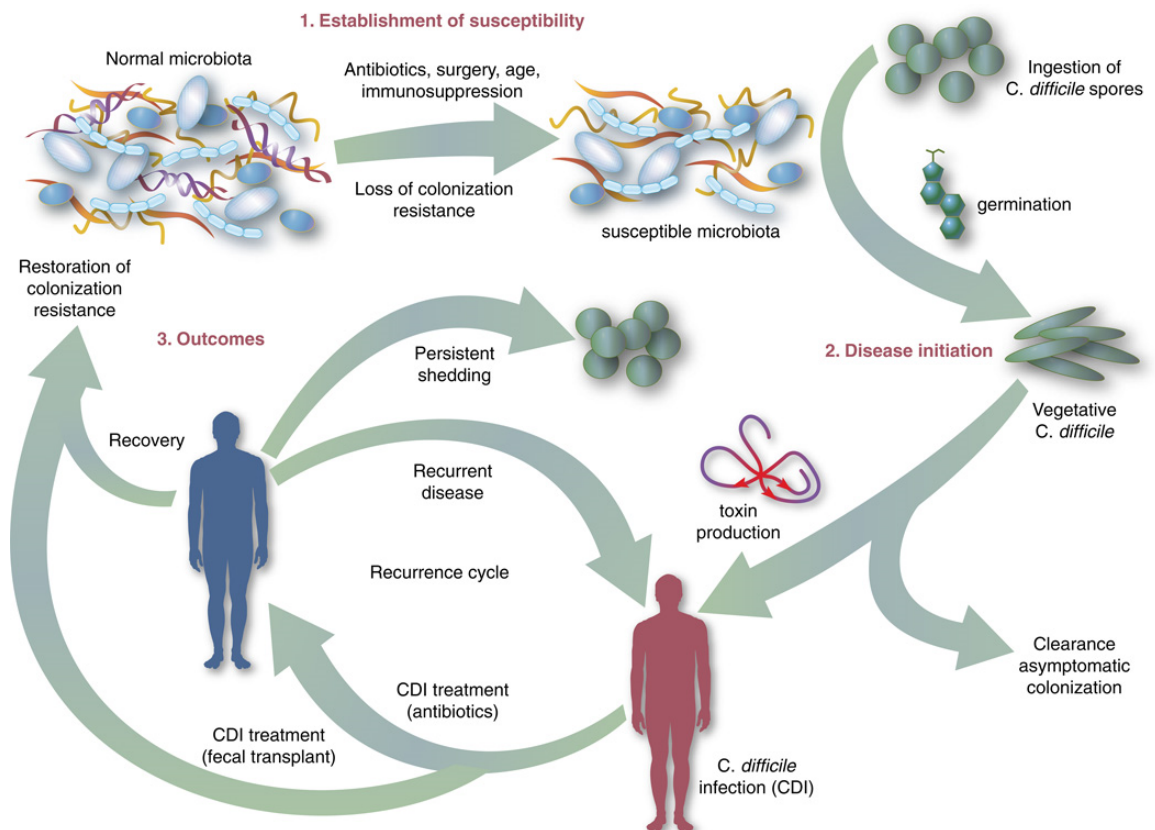 1. Establishment of susceptibility
Normal microbiota
Antibiotics, surgery, age,
immunosuppression
Loss of colonization
resistance
susceptible microbiota
Ingestion of
C. difficile spores
germination
2. Disease initiation
Vegetative
C. difficile
toxin
production
Clearance
asymptomatic
colonization
C. difficile
infection (CDI)
3. Outcomes
Restoration of
colonization
resistance
Persistent
shedding
Recovery
Recurrent
disease
Recurrence cycle
CDI treatment
(antibiotics)
CDI treatment
(fecal transplant)